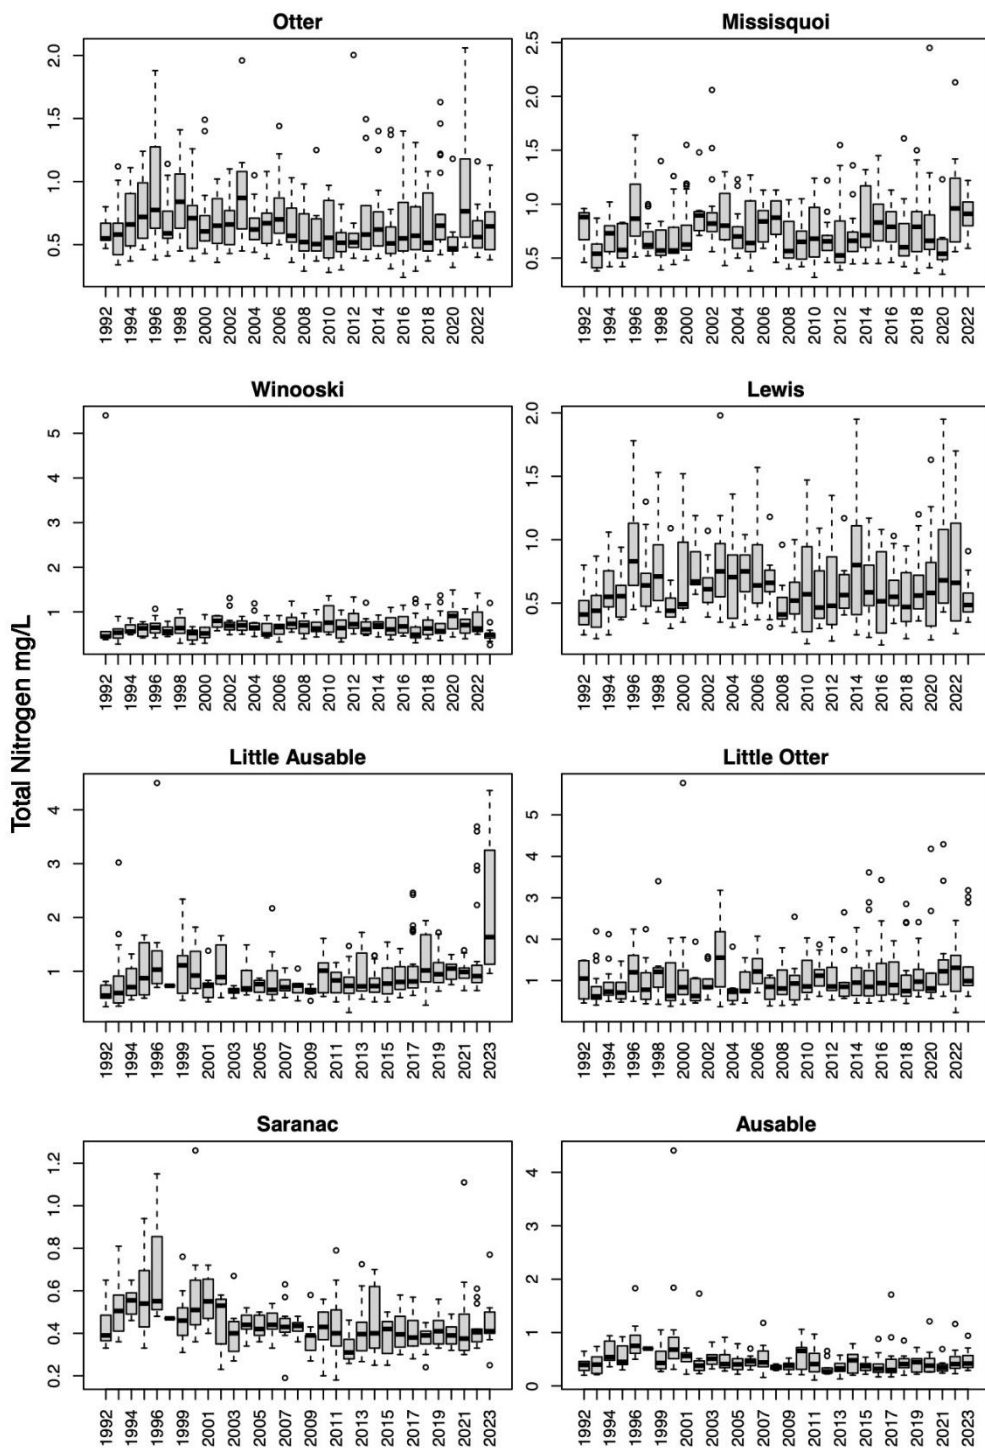 Total Nitrogen mg/L
Otter
2.0
1.5
1.0
0.5
1992 1994 1996 1998 2000 2002 2004 2006 2008 2010 2012 2014 2016 2018 2020 2022
Missisquoi
2.5
2.0
1.5
1.0
0.5
1992 1994 1996 1998 2000 2002 2004 2006 2008 2010 2012 2014 2016 2018 2020 2022
Winooski
5
4
3
2
1
1992 1994 1996 1998 2000 2002 2004 2006 2008 2010 2012 2014 2016 2018 2020 2022
Lewis
2.0
1.5
1.0
0.5
1992 1994 1996 1998 2000 2002 2004 2006 2008 2010 2012 2014 2016 2018 2020 2022
Little Ausable
4
3
2
1
1992 1994 1996 1999 2001 2003 2005 2007 2009 2011 2013 2015 2017 2019 2021 2023
Little Otter
5
4
3
2
1
1992 1994 1996 1998 2000 2002 2004 2006 2008 2010 2012 2014 2016 2018 2020 2022
Saranac
1.2
1.0
0.8
0.6
0.4
0.2
1992 1994 1996 1999 2001 2003 2005 2007 2009 2011 2013 2015 2017 2019 2021 2023
Ausable
4
3
2
1
0
1992 1994 1996 1999 2001 2003 2005 2007 2009 2011 2013 2015 2017 2019 2021 2023